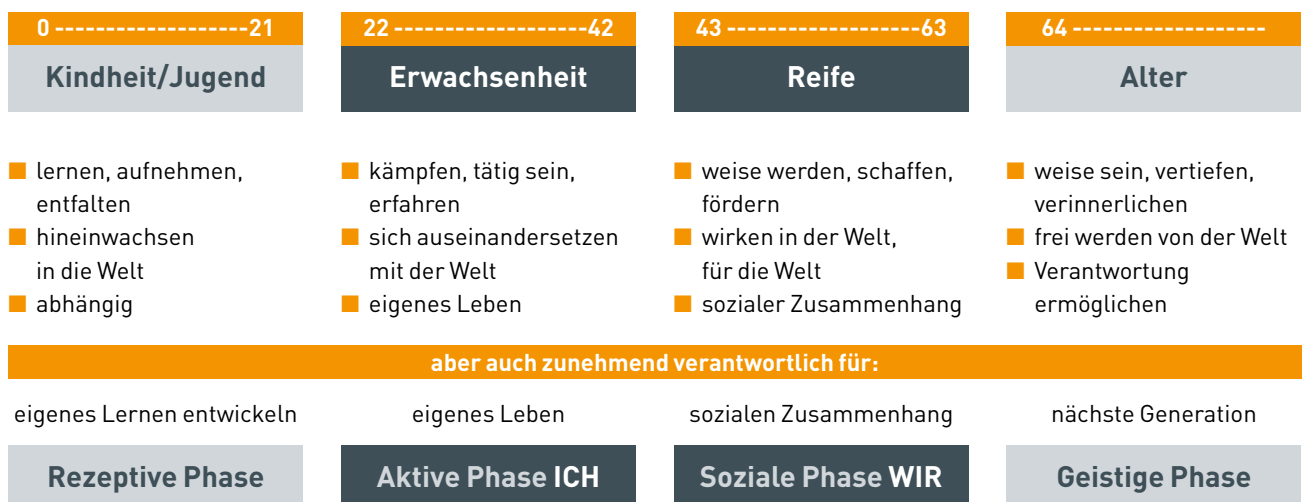 0 -------------------21
Kindheit/Jugend
lernen, aufnehmen,
entfalten
hineinwachsen
in die Welt
abhängig
22 -------------------42
Erwachsenheit
kämpfen, tätig sein,
erfahren
sich auseinandersetzen
mit der Welt
eigenes Leben
43 -------------------63
Reife
weise werden, schaffen,
fördern
wirken in der Welt,
für die Welt
sozialer Zusammenhang
64 -------------------
Alter
weise sein, vertiefen,
verinnerlichen
frei werden von der Welt
Verantwortung
ermöglichen
aber auch zunehmend verantwortlich für:
eigenes Lernen entwickeln
Rezeptive Phase
eigenes Leben
Aktive Phase ICH
sozialen Zusammenhang
Soziale Phase WIR
nächste Generation
Geistige Phase